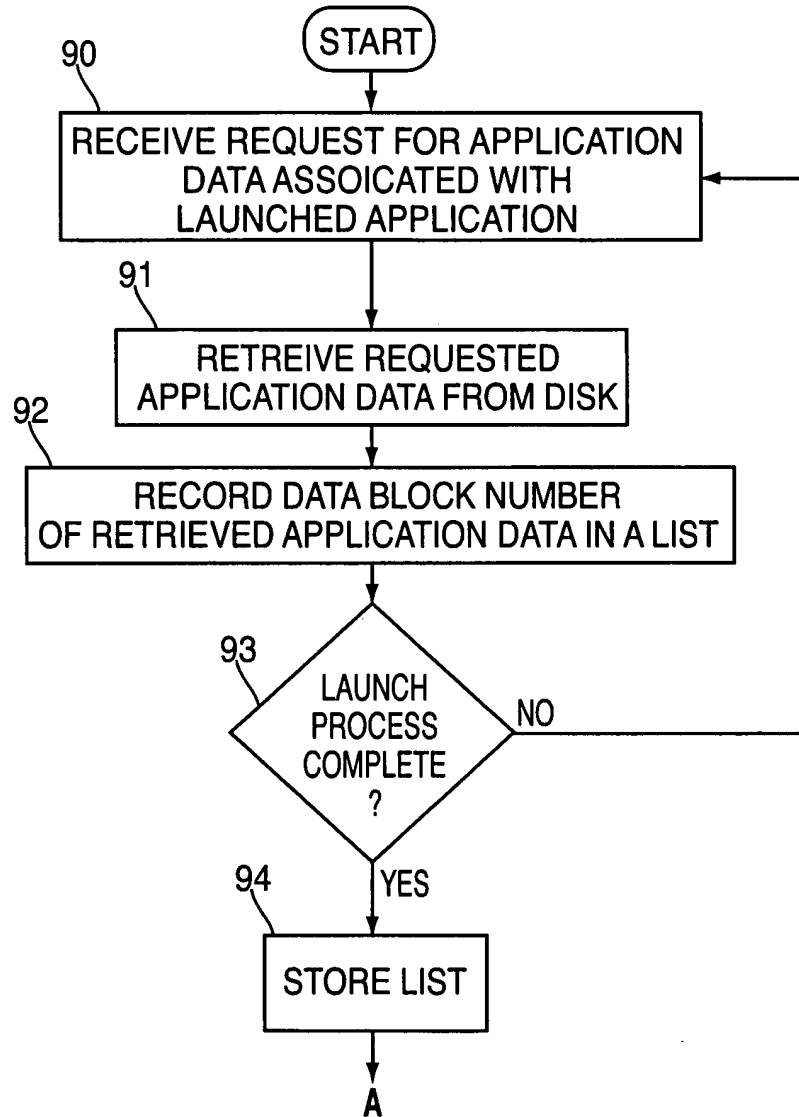 START
90
RECEIVE REQUEST FOR APPLICATION
DATA ASSOICATED WITH
LAUNCHED APPLICATION
91
RETREIVE REQUESTED
APPLICATION DATA FROM DISK
92
RECORD DATA BLOCK NUMBER
OF RETRIEVED APPLICATION DATA IN A LIST
93
LAUNCH
PROCESS
COMPLETE
?
NO
YES
94
STORE LIST
A